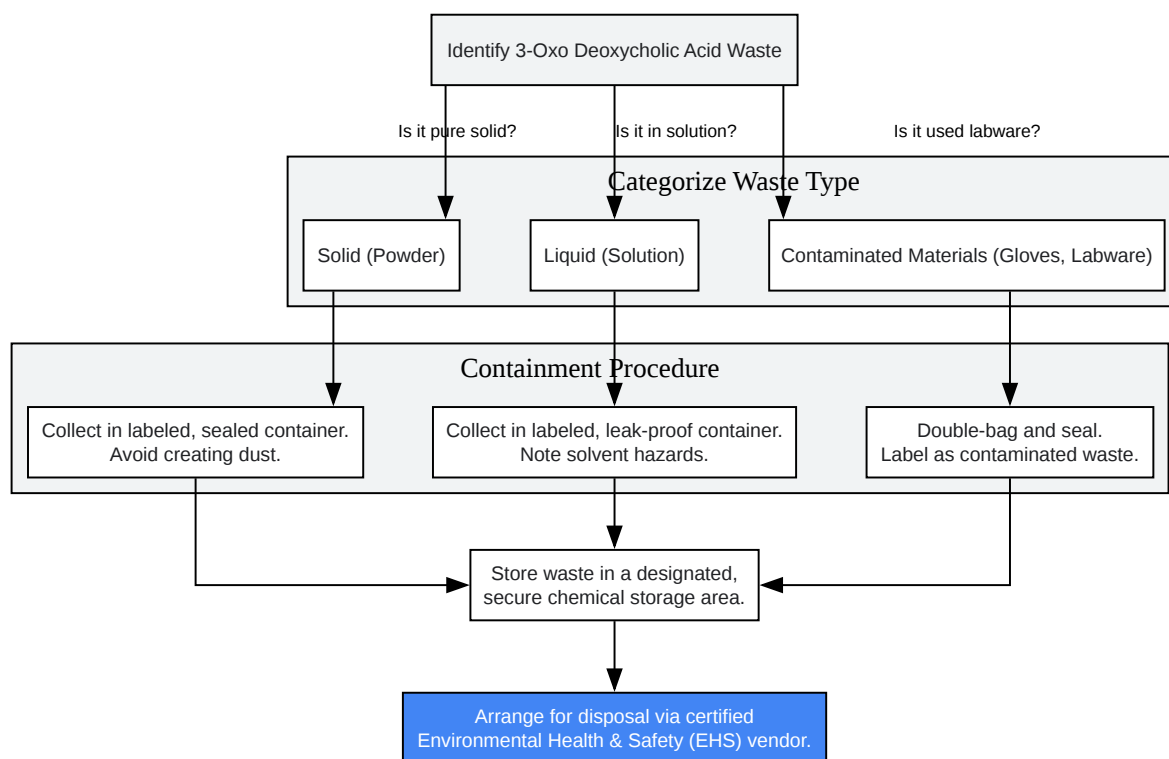 Identify 3-Oxo Deoxycholic Acid Waste
Is it pure solid?
Is it in solution?
Is it used labware?
Categorize Waste Type
Solid (Powder)
Liquid (Solution)
Contaminated Materials (Gloves, Labware)
Containment Procedure
Collect in labeled, sealed container.
Avoid creating dust.
Collect in labeled, leak-proof container.
Note solvent hazards.
Double-bag and seal.
Label as contaminated waste.
Store waste in a designated,
secure chemical storage area.
Arrange for disposal via certified
Environmental Health & Safety (EHS) vendor.